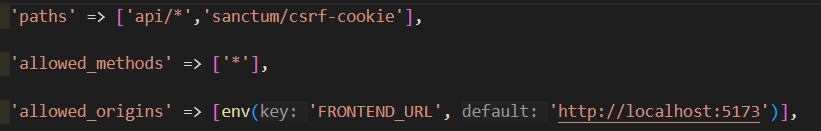 'paths' => ['api/*','sanctum/csrf-cookie'],
'allowed_methods' => ['*'],
'allowed_origins' => [env(key: 'FRONTEND_URL', default: 'http://localhost:5173')],